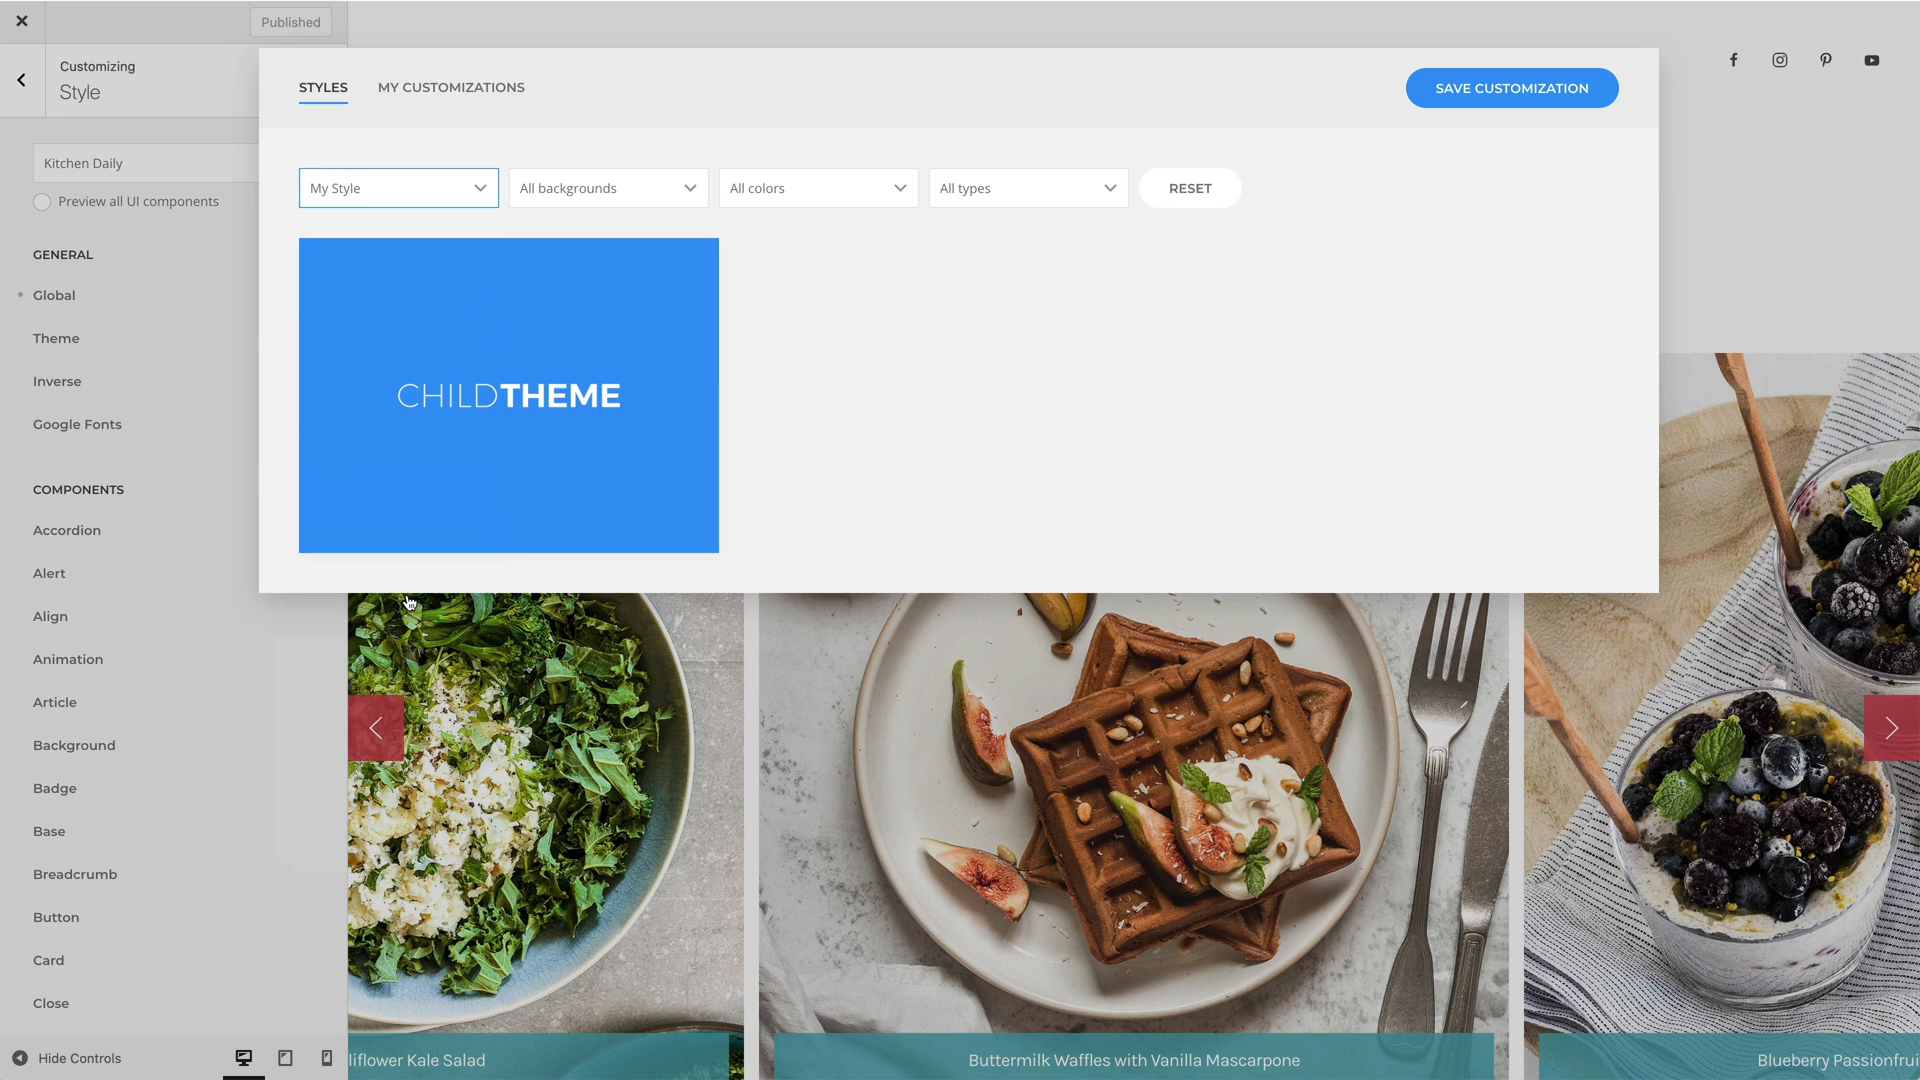 Published
Customizing
Style
STYLES
MY CUSTOMIZATIONS
SAVE CUSTOMIZATION
Kitchen Daily
Preview all UI components
My Style
All backgrounds
All colors
All types
RESET
CHILDTHEME
GENERAL
Global
Theme
Inverse
Google Fonts
COMPONENTS
Accordion
Alert
Align
Animation
Article
Background
Badge
Base
Breadcrumb
Button
Card
Close
Hide Controls
liflower Kale Salad
Buttermilk Waffles with Vanilla Mascarpone
Blueberry Passionfrui